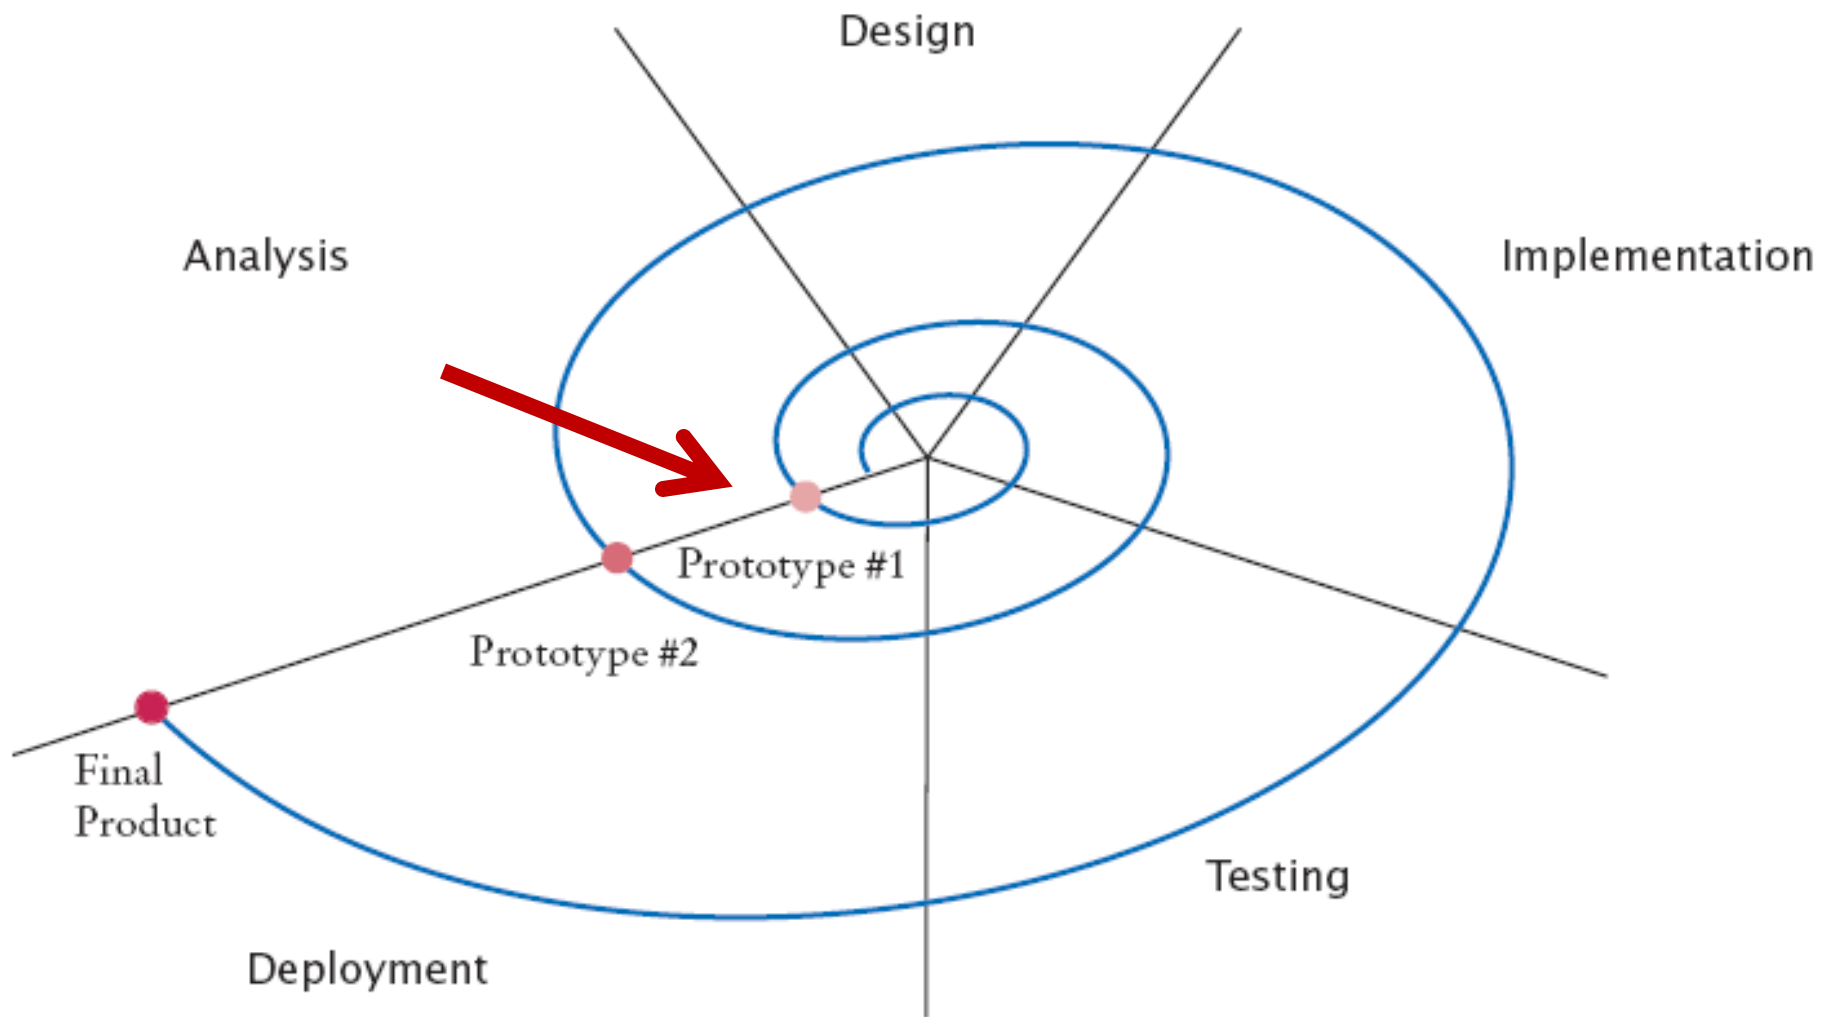 Design
Analysis
Implementation
Prototype #1
Prototype #2
Final
Product
Testing
Deployment